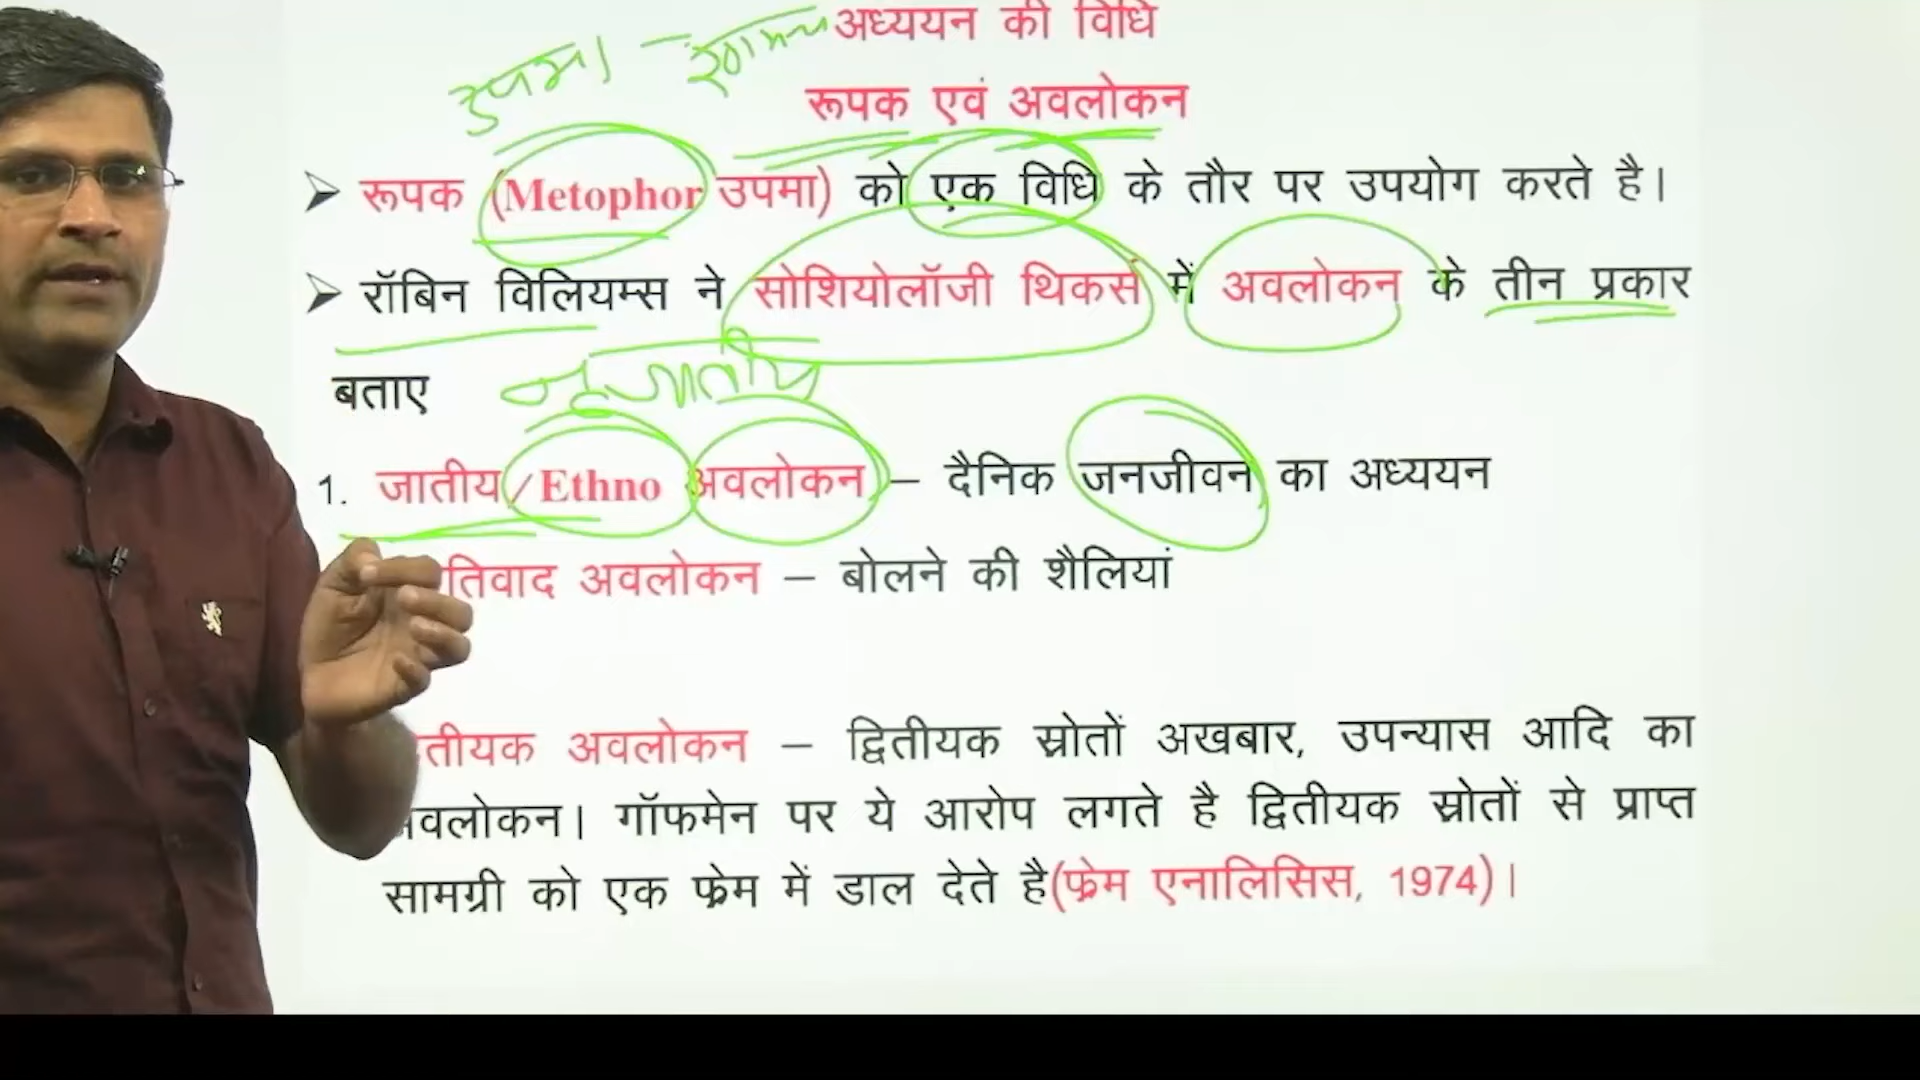 अध्ययन की विधि
उपमा -
रूपक एवं अवलोकन
➤ रूपक (Metophor उपमा) को एक विधि के तौर पर उपयोग करते है।
➤ रॉबिन विलियम्स ने सोशियोलॉजी थिकर्स में अवलोकन के तीन प्रकार
बताए
नृजातीय
1. जातीय/Ethno अवलोकन – दैनिक जनजीवन का अध्ययन
तिवाद अवलोकन – बोलने की शैलियां
तीयक अवलोकन – द्वितीयक स्रोतों अखबार, उपन्यास आदि का
वलोकन। गॉफमेन पर ये आरोप लगते है द्वितीयक स्रोतों से प्राप्त
सामग्री को एक फ्रेम में डाल देते है(फ्रेम एनालिसिस, 1974)।